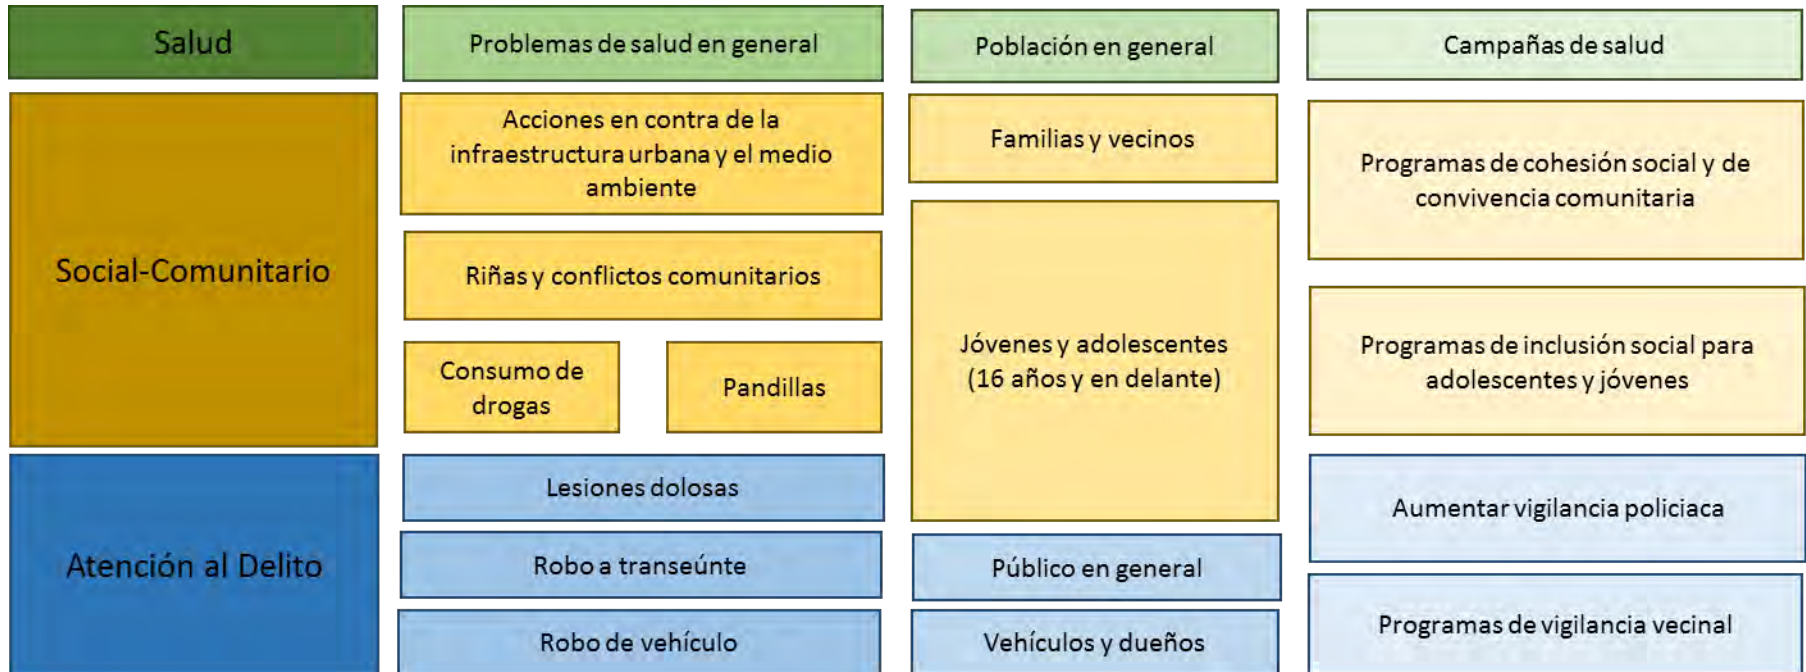 Salud
Problemas de salud en general
Población en general
Campañas de salud
Social-Comunitario
Acciones en contra de la
infraestructura urbana y el medio
ambiente
Riñas y conflictos comunitarios
Consumo de
drogas
Pandillas
Familias y vecinos
Jóvenes y adolescentes
(16 años y en delante)
Programas de cohesión social y de
convivencia comunitaria
Programas de inclusión social para
adolescentes y jóvenes
Atención al Delito
Lesiones dolosas
Robo a transeúnte
Robo de vehículo
Público en general
Vehículos y dueños
Aumentar vigilancia policiaca
Programas de vigilancia vecinal